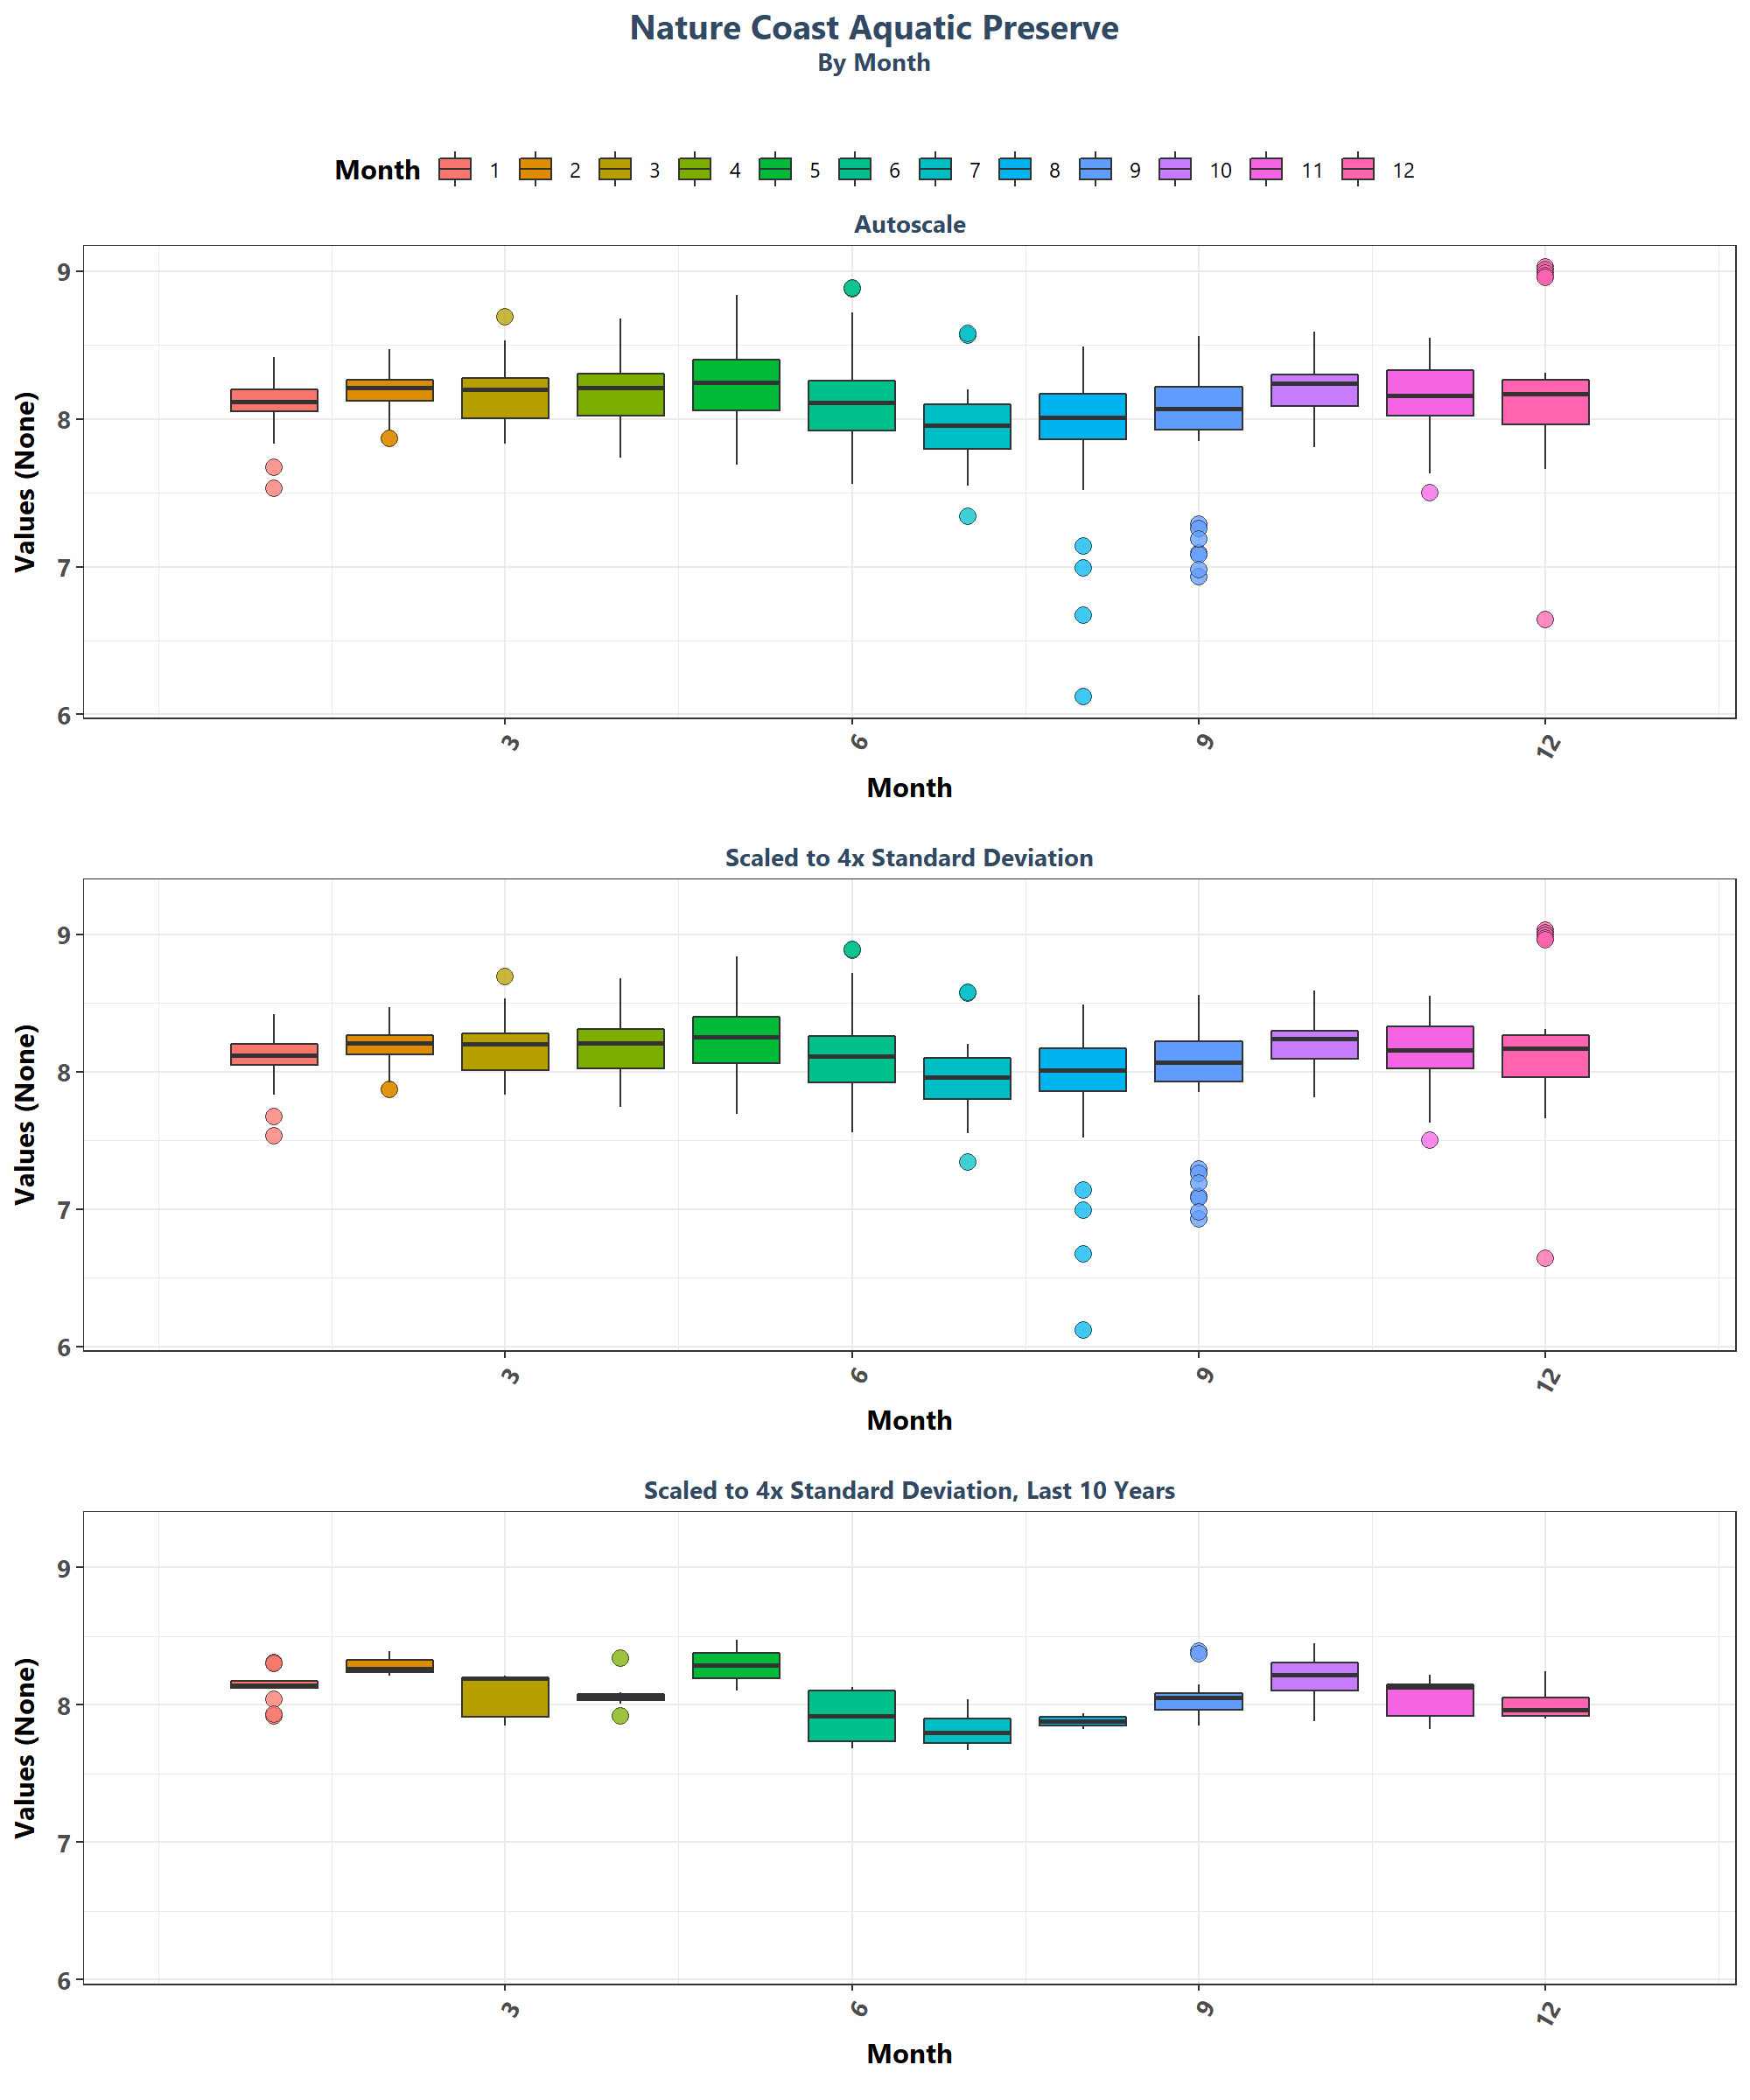 Nature Coast Aquatic Preserve
By Month
Month 1 2 3 4 5 6 7 8 9 10 11 12
Autoscale
Values (None)
9
8
7
6
3 6 9 12
Month
Scaled to 4x Standard Deviation
Values (None)
9
8
7
6
3 6 9 12
Month
Scaled to 4x Standard Deviation, Last 10 Years
Values (None)
9
8
7
6
3 6 9 12
Month